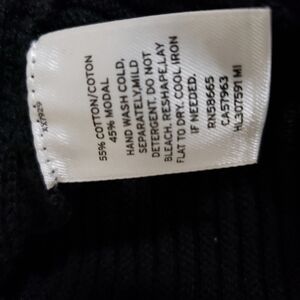 55% COTTON/COTON
45% MODAL
HAND WASH COLD,
SEPARATELY,MILD
DETERGENT, DO NOT
BLEACH, RESHAPE,LAY
FLAT TO DRY, COOL IRON
IF NEEDED.
RN58665
CA57963
HL307591 MI